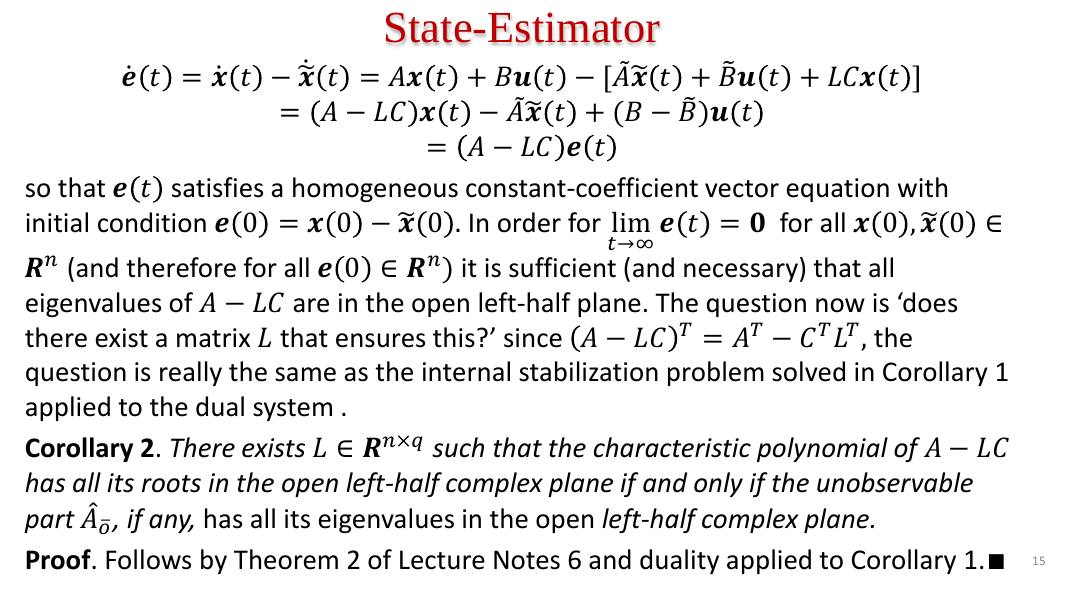 State-Estimator
ė(t) = ẋ(t) − x̃̇(t) = Ax(t) + Bu(t) − [Ãx̃(t) + B̃u(t) + LCx(t)]
= (A − LC)x(t) − Ãx̃(t) + (B − B̃)u(t)
= (A − LC)e(t)
so that e(t) satisfies a homogeneous constant-coefficient vector equation with
initial condition e(0) = x(0) − x̃(0). In order for lim_{t→∞} e(t) = 0 for all x(0), x̃(0) ∈
Rⁿ (and therefore for all e(0) ∈ Rⁿ) it is sufficient (and necessary) that all
eigenvalues of A − LC are in the open left-half plane. The question now is ‘does
there exist a matrix L that ensures this?’ since (A − LC)ᵀ = Aᵀ − CᵀLᵀ, the
question is really the same as the internal stabilization problem solved in Corollary 1
applied to the dual system .
Corollary 2. There exists L ∈ R^{n×q} such that the characteristic polynomial of A − LC
has all its roots in the open left-half complex plane if and only if the unobservable
part Â_ō, if any, has all its eigenvalues in the open left-half complex plane.
Proof. Follows by Theorem 2 of Lecture Notes 6 and duality applied to Corollary 1.■
15